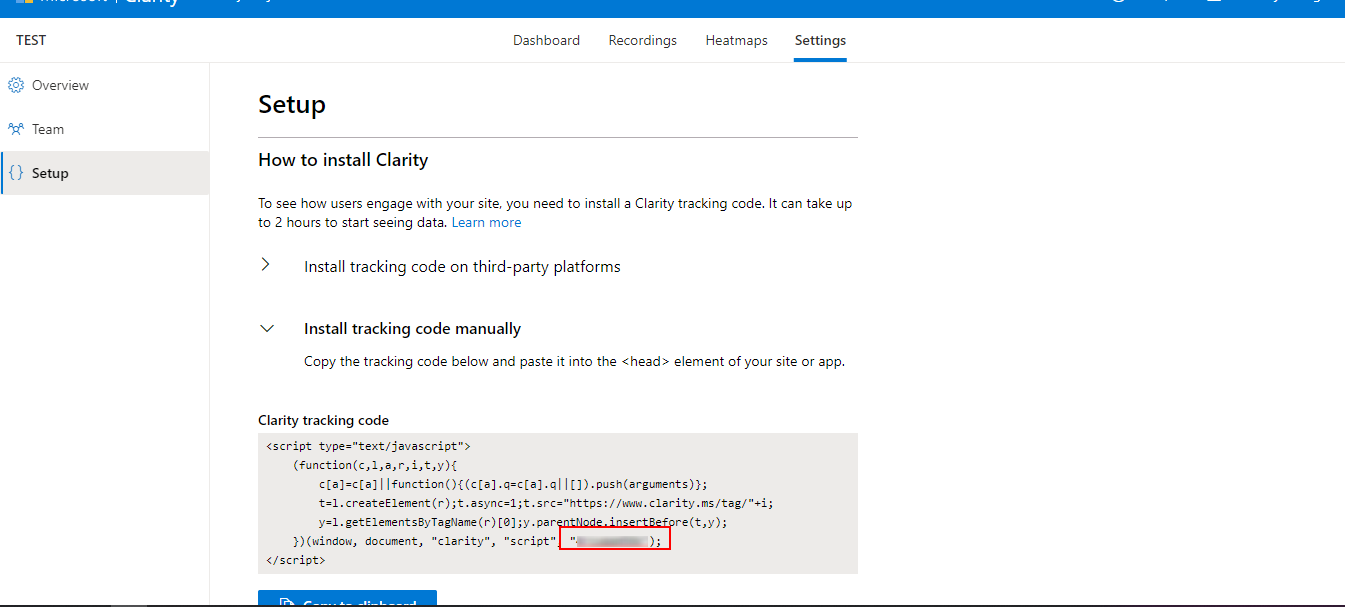 TEST
Dashboard
Recordings
Heatmaps
Settings
Overview
Team
{} Setup
Setup
How to install Clarity
To see how users engage with your site, you need to install a Clarity tracking code. It can take up
to 2 hours to start seeing data. Learn more
Install tracking code on third-party platforms
Install tracking code manually
Copy the tracking code below and paste it into the <head> element of your site or app.
Clarity tracking code
<script type="text/javascript">
(function(c,l,a,r,i,t,y){
c[a]=c[a]||function(){(c[a].q=c[a].q||[]).push(arguments)};
t=l.createElement(r);t.async=1;t.src="https://www.clarity.ms/tag/"+i;
y=l.getElementsByTagName(r)[0];y.parentNode.insertBefore(t,y);
})(window, document, "clarity", "script", "");
</script>
Copy to clipboard